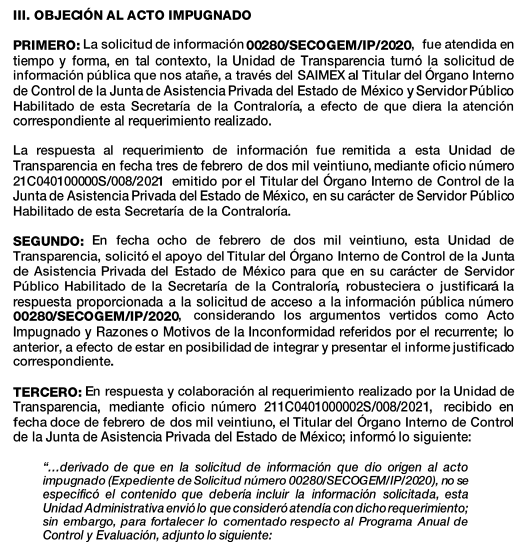 III. OBJECIÓN AL ACTO IMPUGNADO
PRIMERO: La solicitud de información 00280/SECOGEM/IP/2020, fue atendida en
tiempo y forma, en tal contexto, la Unidad de Transparencia turnó la solicitud de
información pública que nos atañe, a través del SAIMEX al Titular del Órgano Interno
de Control de la Junta de Asistencia Privada del Estado de México y Servidor Público
Habilitado de esta Secretaría de la Contraloría, a efecto de que diera la atención
correspondiente al requerimiento realizado.
La respuesta al requerimiento de información fue remitida a esta Unidad de
Transparencia en fecha tres de febrero de dos mil veintiuno, mediante oficio número
21C040100000S/008/2021 emitido por el Titular del Órgano Interno de Control de la
Junta de Asistencia Privada del Estado de México, en su carácter de Servidor Público
Habilitado de esta Secretaría de la Contraloría.
SEGUNDO: En fecha ocho de febrero de dos mil veintiuno, esta Unidad de
Transparencia, solicitó el apoyo del Titular del Órgano Interno de Control de la Junta
de Asistencia Privada del Estado de México para que en su carácter de Servidor
Público Habilitado de la Secretaría de la Contraloría, robusteciera o justificará la
respuesta proporcionada a la solicitud de acceso a la información pública número
00280/SECOGEM/IP/2020, considerando los argumentos vertidos como Acto
Impugnado y Razones o Motivos de la Inconformidad referidos por el recurrente; lo
anterior, a efecto de estar en posibilidad de integrar y presentar el informe justificado
correspondiente.
TERCERO: En respuesta y colaboración al requerimiento realizado por la Unidad de
Transparencia, mediante oficio número 211C0401000002S/008/2021, recibido en
fecha doce de febrero de dos mil veintiuno, el Titular del Órgano Interno de Control
de la Junta de Asistencia Privada del Estado de México; informó lo siguiente:
"...derivado de que en la solicitud de información que dio origen al acto
impugnado (Expediente de Solicitud número 00280/SECOGEM/IP/2020), no se
especificó el contenido que debería incluir la información solicitada, esta
Unidad Administrativa envió lo que consideró atendía con dicho requerimiento;
sin embargo, para fortalecer lo comentado respecto al Programa Anual de
Control y Evaluación, adjunto lo siguiente: